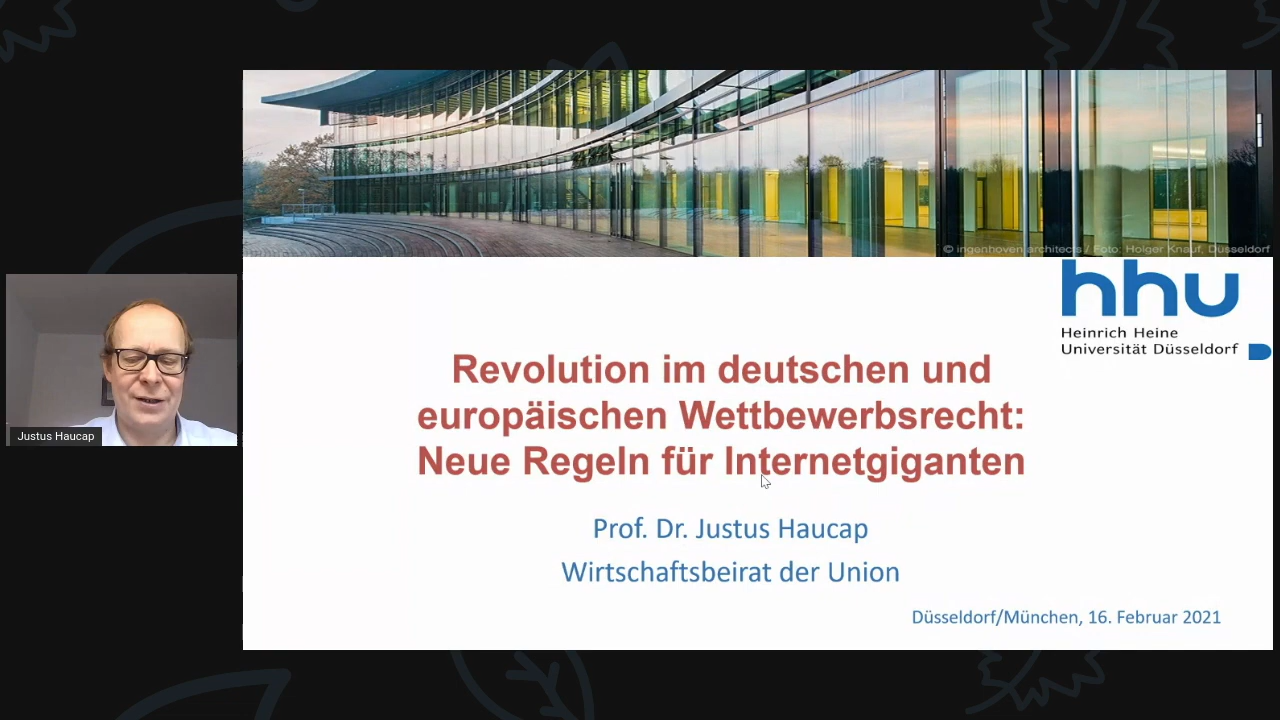 © ingenhoven architects / Foto: Holger Knauf, Düsseldorf
hhu
Heinrich Heine
Universität Düsseldorf
Revolution im deutschen und
europäischen Wettbewerbsrecht:
Neue Regeln für Internetgiganten
Justus Haucap
Prof. Dr. Justus Haucap
Wirtschaftsbeirat der Union
Düsseldorf/München, 16. Februar 2021